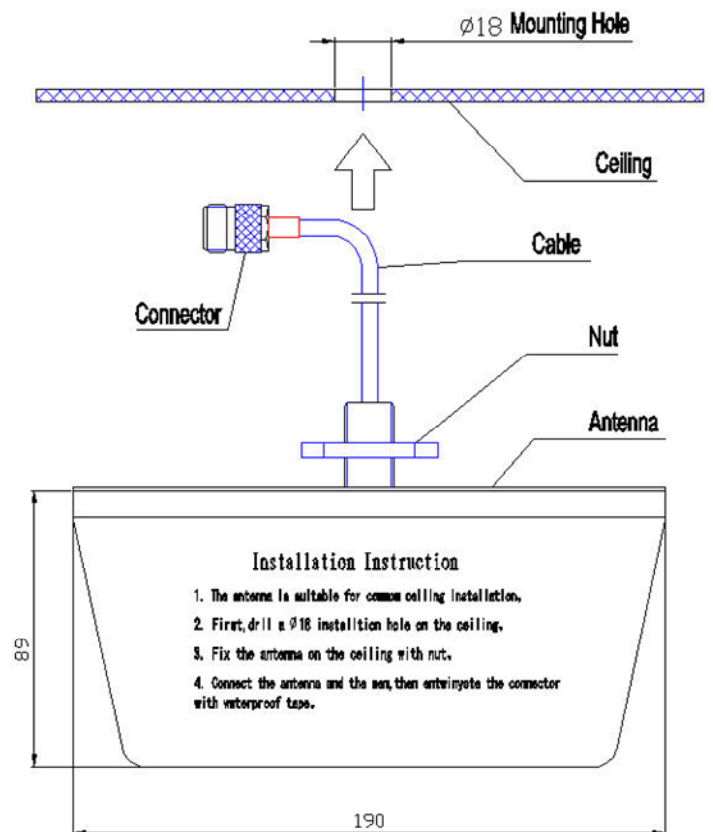 Ø18 Mounting Hole
Ceiling
Cable
Connector
Nut
Antenna
Installation Instruction
1. The antenna is suitable for common ceiling installation.
2. First, drill a Ø18 installtion hole on the ceiling.
3. Fix the antenna on the ceiling with nut.
4. Connect the antenna and the , then entwinyate the connector
with waterproof tape.
89
190